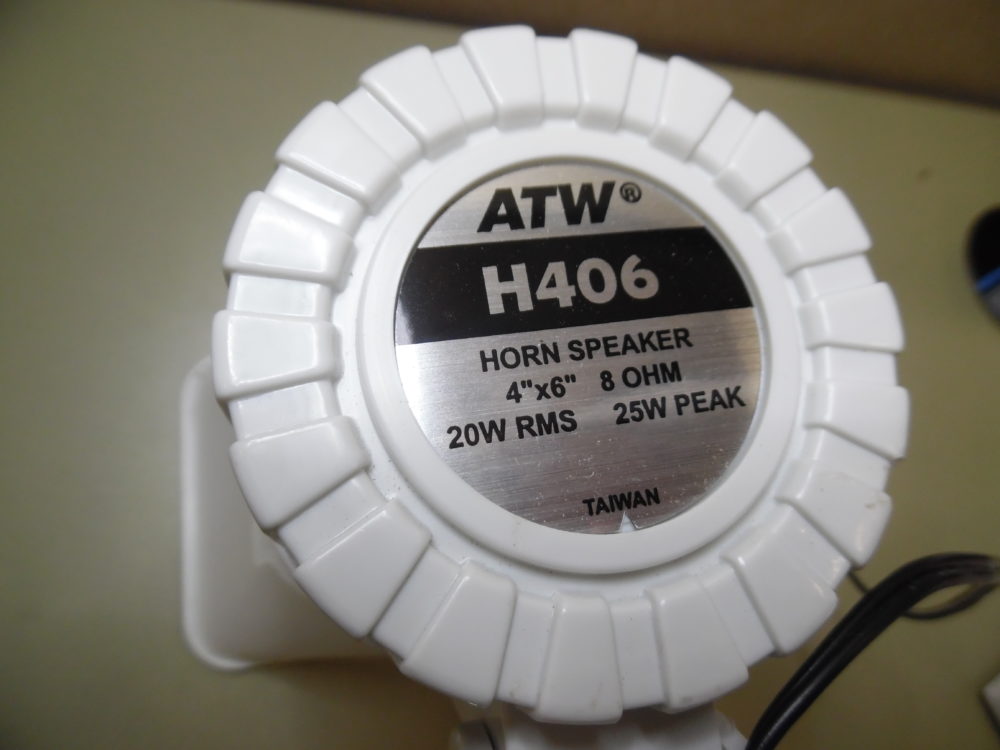 ATW®
H406
HORN SPEAKER
4"x6" 8 OHM
20W RMS 25W PEAK
TAIWAN